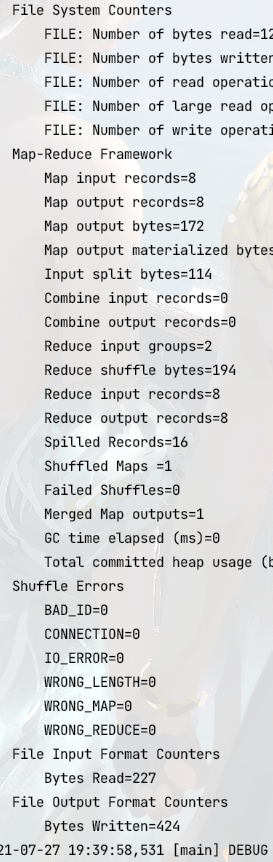 File System Counters
FILE: Number of bytes read=12
FILE: Number of bytes written
FILE: Number of read operatio
FILE: Number of large read op
FILE: Number of write operati
Map-Reduce Framework
Map input records=8
Map output records=8
Map output bytes=172
Map output materialized bytes
Input split bytes=114
Combine input records=0
Combine output records=0
Reduce input groups=2
Reduce shuffle bytes=194
Reduce input records=8
Reduce output records=8
Spilled Records=16
Shuffled Maps =1
Failed Shuffles=0
Merged Map outputs=1
GC time elapsed (ms)=0
Total committed heap usage (b
Shuffle Errors
BAD_ID=0
CONNECTION=0
IO_ERROR=0
WRONG_LENGTH=0
WRONG_MAP=0
WRONG_REDUCE=0
File Input Format Counters
Bytes Read=227
File Output Format Counters
Bytes Written=424
21-07-27 19:39:58,531 [main] DEBUG